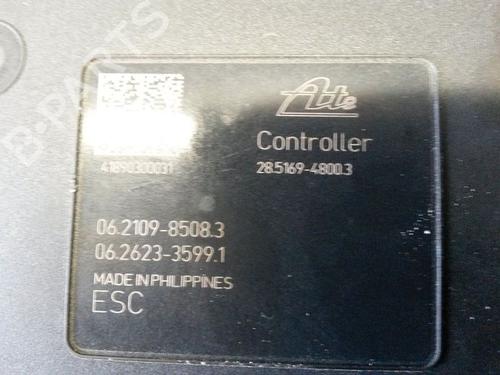 B-PARTS
Ate
Controller
41890300031
28.5169-4800.3
06.2109-8508.3
06.2623-3599.1
MADE IN PHILIPPINES
ESC